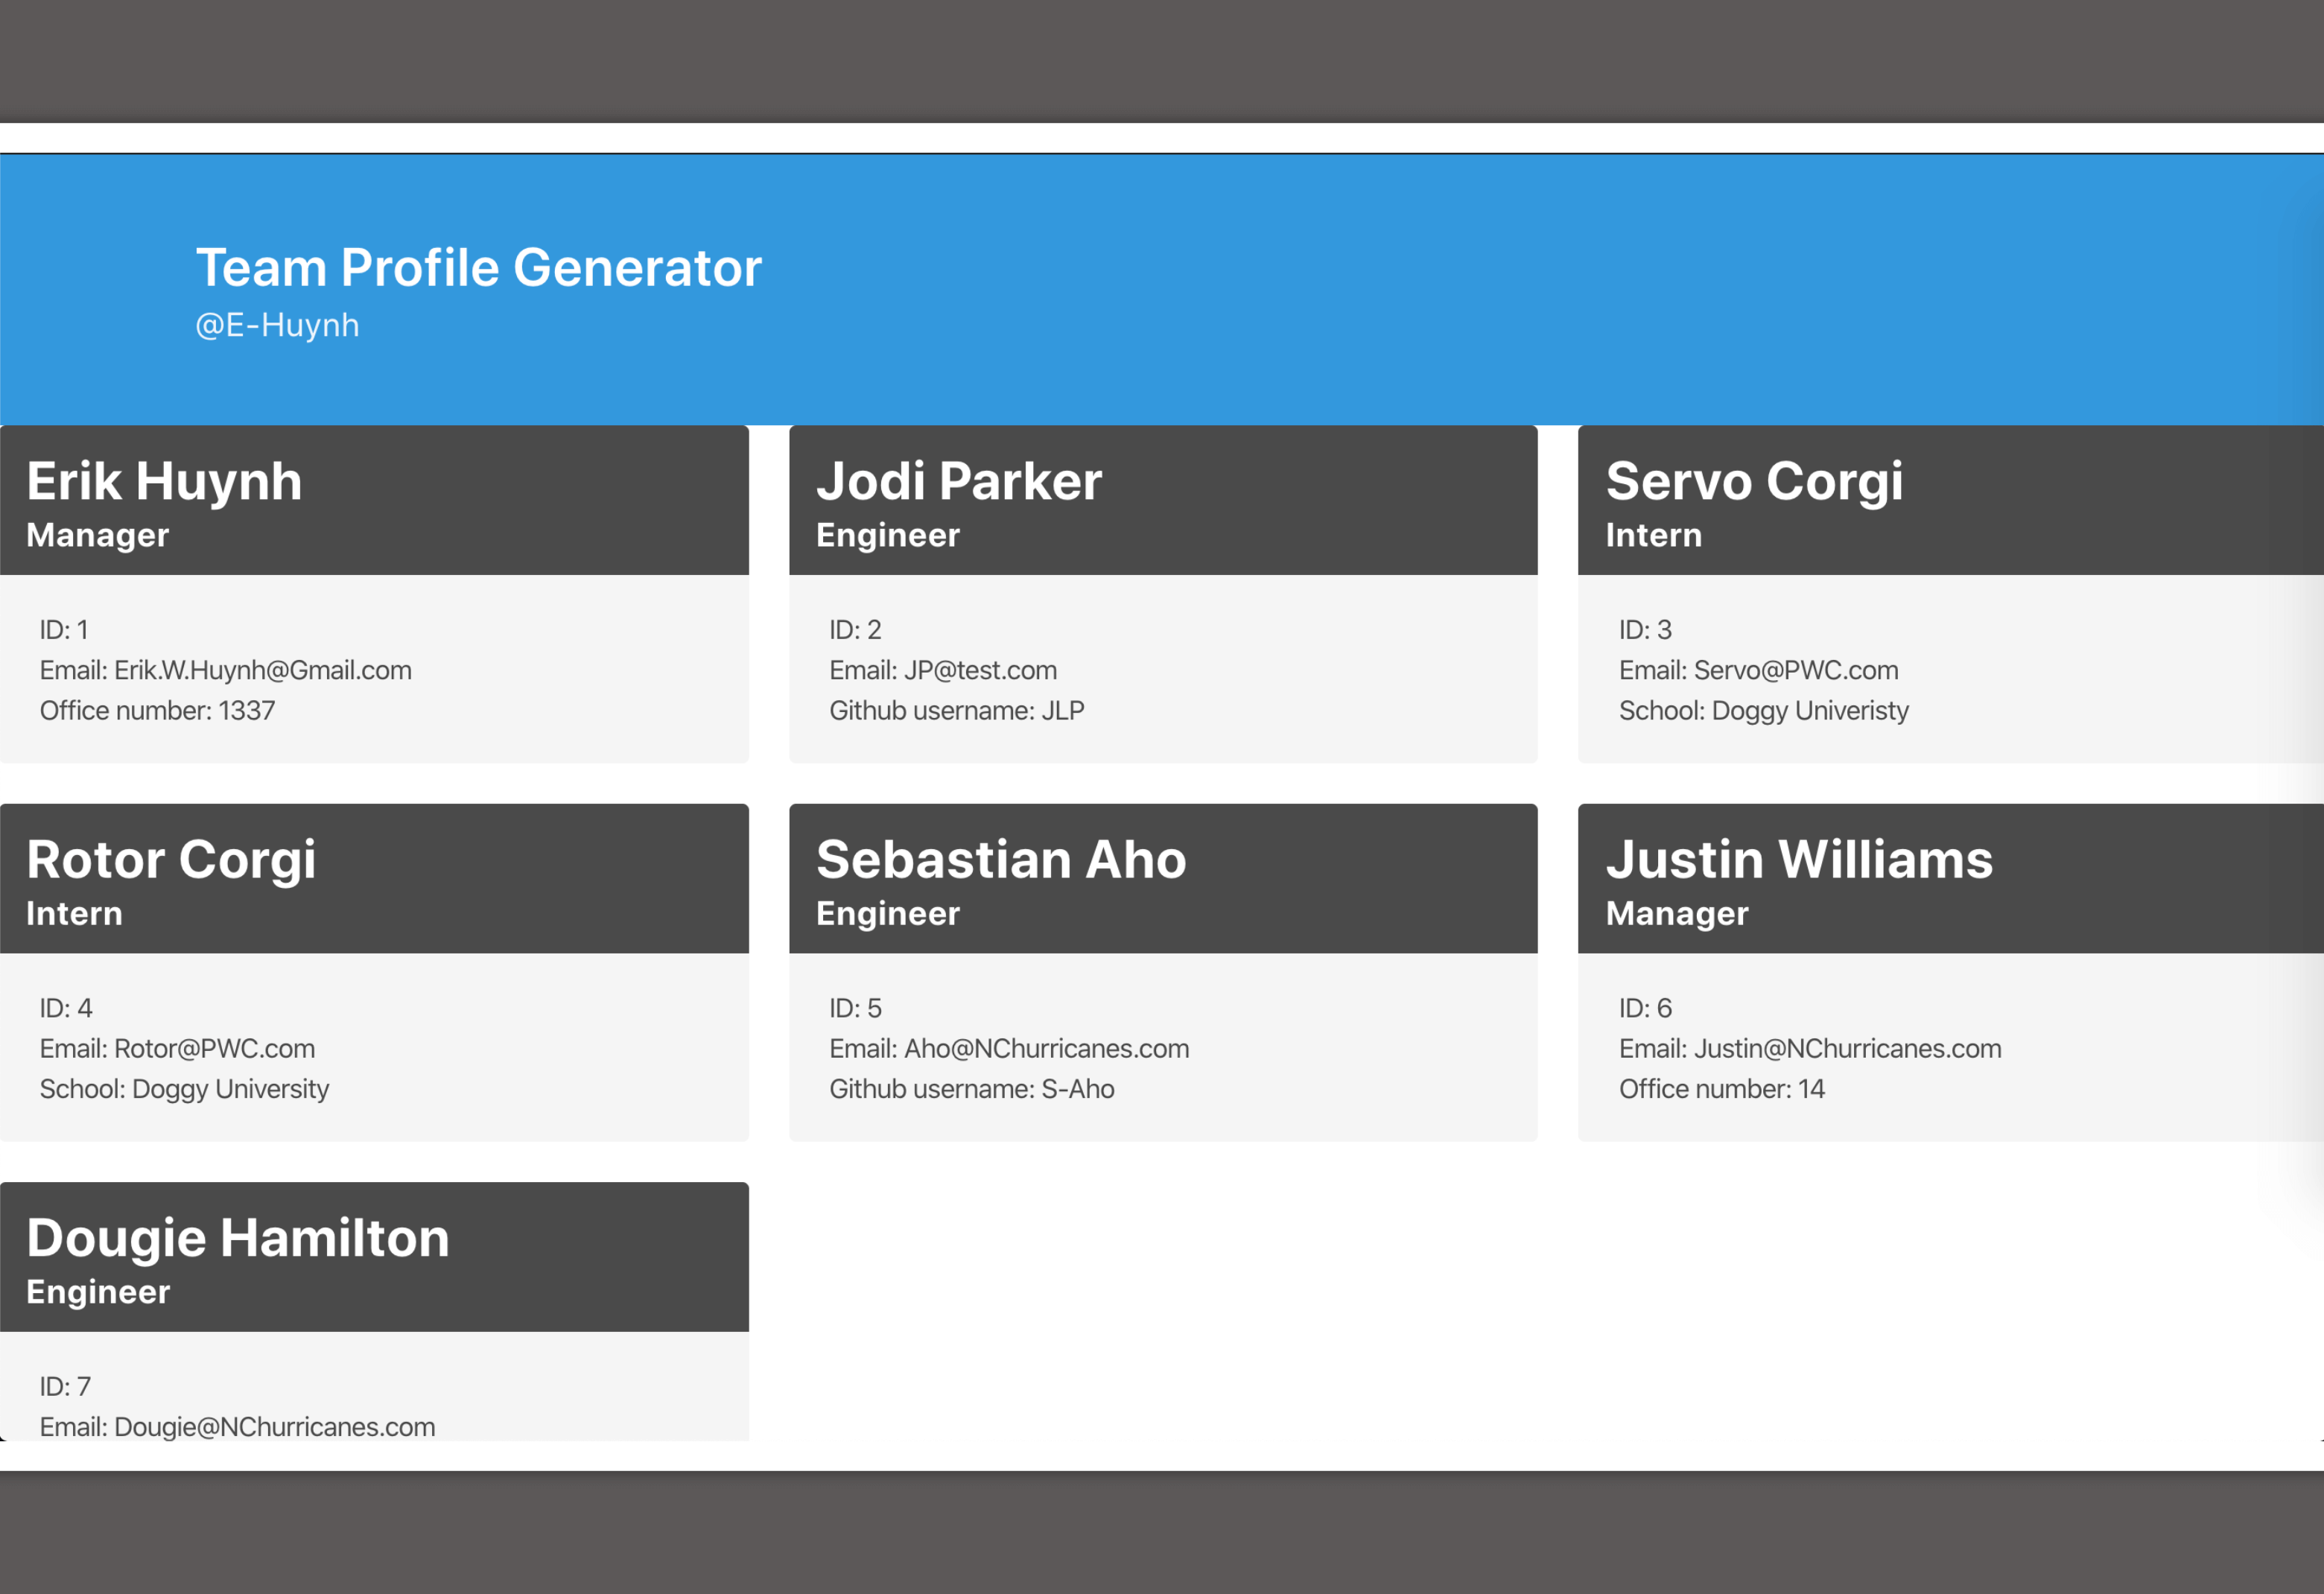 Team Profile Generator
@E-Huynh
Erik Huynh
Manager
ID: 1
Email: Erik.W.Huynh@Gmail.com
Office number: 1337
Jodi Parker
Engineer
ID: 2
Email: JP@test.com
Github username: JLP
Servo Corgi
Intern
ID: 3
Email: Servo@PWC.com
School: Doggy Univeristy
Rotor Corgi
Intern
ID: 4
Email: Rotor@PWC.com
School: Doggy University
Sebastian Aho
Engineer
ID: 5
Email: Aho@NChurricanes.com
Github username: S-Aho
Justin Williams
Manager
ID: 6
Email: Justin@NChurricanes.com
Office number: 14
Dougie Hamilton
Engineer
ID: 7
Email: Dougie@NChurricanes.com